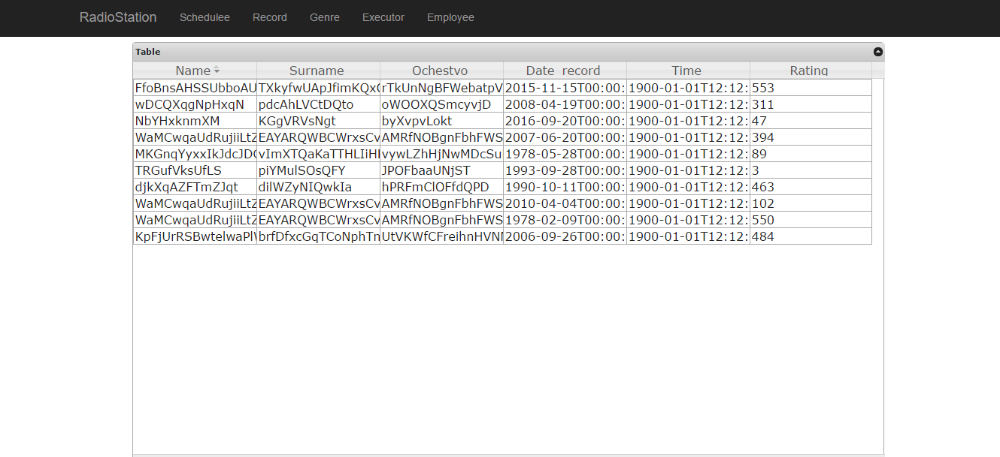 RadioStation Schedulee Record Genre Executor Employee
Table
Name Surname Ochestvo Date_record Time Rating
FfoBnsAHSSUbboAU TXkyfwUApJfimKQx rTkUnNgBFWebatpV 2015-11-15T00:00: 1900-01-01T12:12: 553
wDCQXqgNpHxqN pdcAhLVCtDQto oWOOXQSmcyvjD 2008-04-19T00:00: 1900-01-01T12:12: 311
NbYHxknmXM KGgVRVsNgt byXvpvLokt 2016-09-20T00:00: 1900-01-01T12:12: 47
WaMCwqaUdRujiiLtZ EAYARQWBCWrxsCv AMRfNOBgnFbhFWS 2007-06-20T00:00: 1900-01-01T12:12: 394
MKGnqYyxxIkJdcJD vImXTQaKaTTHLIiH vywLZhHjNwMDcSu 1978-05-28T00:00: 1900-01-01T12:12: 89
TRGufVksUfLS piYMulSOsQFY JPOFbaaUNjST 1993-09-28T00:00: 1900-01-01T12:12: 3
djkXqAZFTmZJqt dilWZyNIQwkIa hPRFmClOFfdQPD 1990-10-11T00:00: 1900-01-01T12:12: 463
WaMCwqaUdRujiiLtZ EAYARQWBCWrxsCv AMRfNOBgnFbhFWS 2010-04-04T00:00: 1900-01-01T12:12: 102
WaMCwqaUdRujiiLtZ EAYARQWBCWrxsCv AMRfNOBgnFbhFWS 1978-02-09T00:00: 1900-01-01T12:12: 550
KpFjUrRSBwtelwaPl brfDfxcGqTCoNphTn UtVKWfCFreihnHVN 2006-09-26T00:00: 1900-01-01T12:12: 484